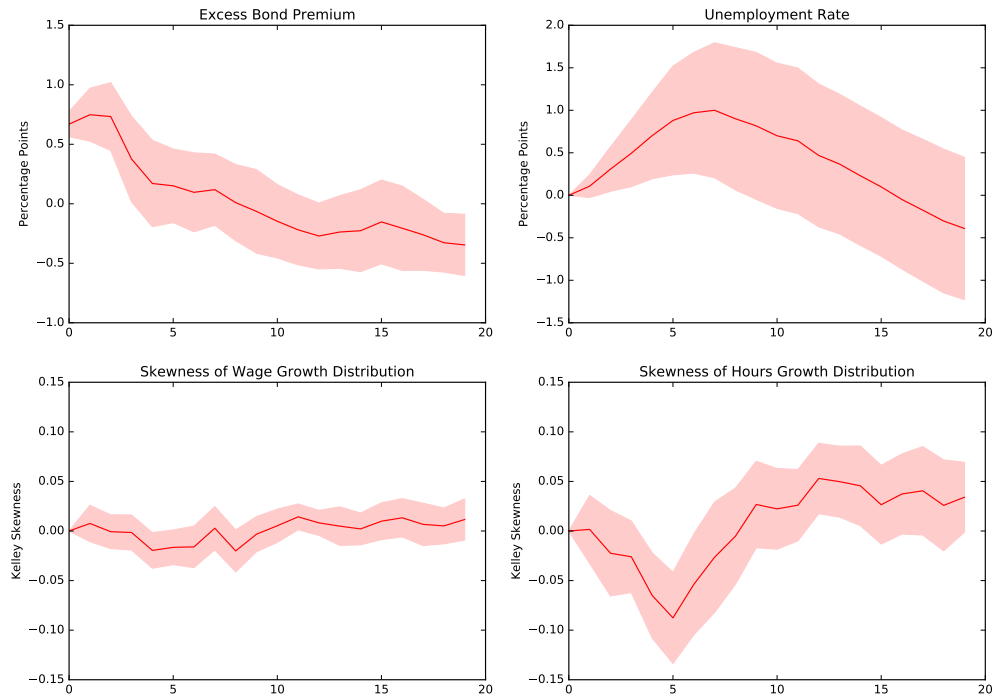 Excess Bond Premium
Percentage Points
1.5
1.0
0.5
0.0
−0.5
−1.0
0 5 10 15 20
Unemployment Rate
Percentage Points
2.0
1.5
1.0
0.5
0.0
−0.5
−1.0
−1.5
0 5 10 15 20
Skewness of Wage Growth Distribution
Kelley Skewness
0.15
0.10
0.05
0.00
−0.05
−0.10
−0.15
0 5 10 15 20
Skewness of Hours Growth Distribution
Kelley Skewness
0.15
0.10
0.05
0.00
−0.05
−0.10
−0.15
0 5 10 15 20